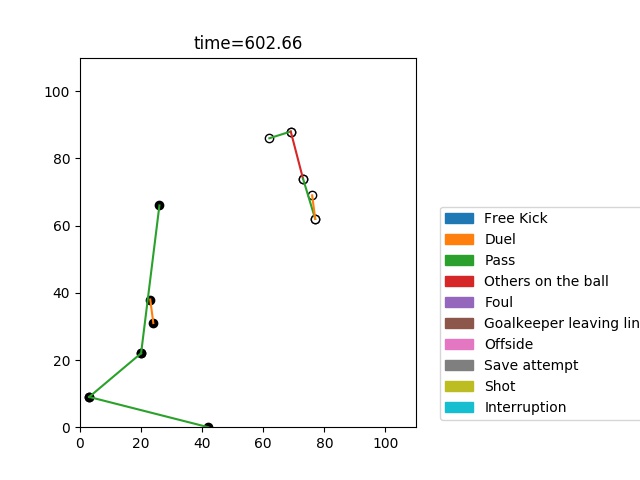 time=602.66
100
80
60
40
20
0
0 20 40 60 80 100
Free Kick
Duel
Pass
Others on the ball
Foul
Goalkeeper leaving lin
Offside
Save attempt
Shot
Interruption